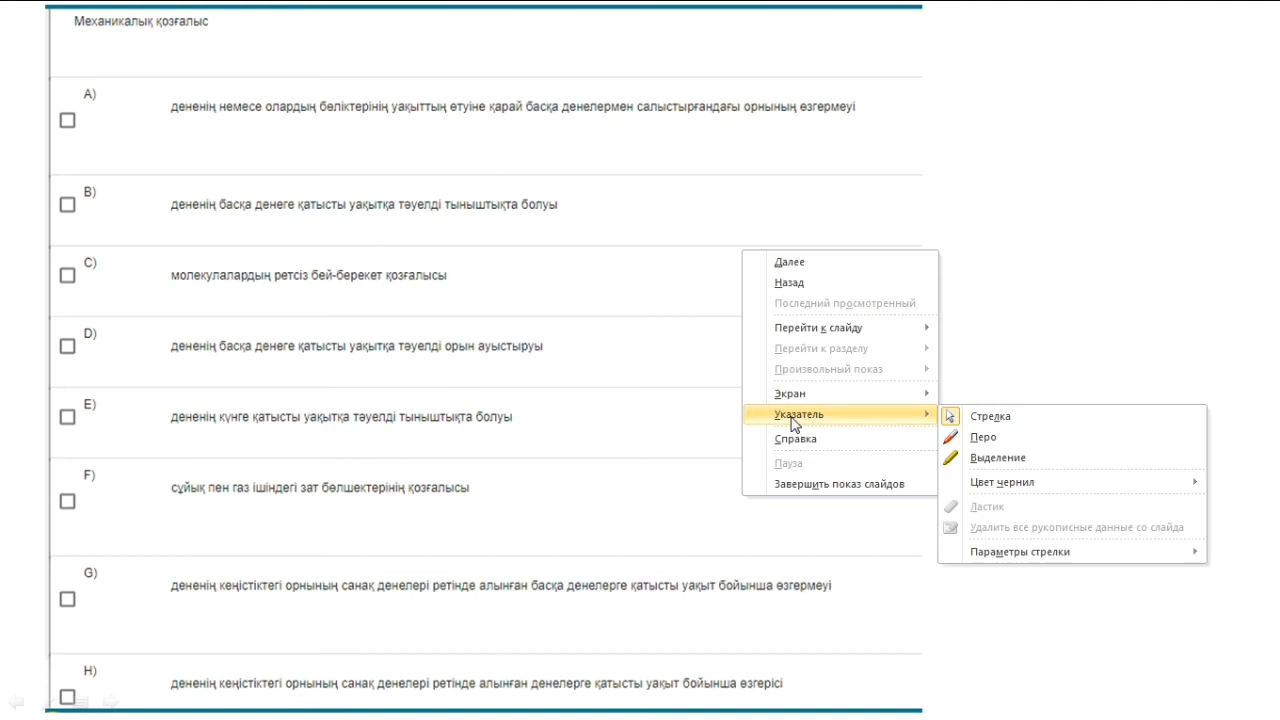 Механикалық қозғалыс
A)
дененің немесе олардың бөліктерінің уақыттың өтуіне қарай басқа денелермен салыстырғандағы орнының өзгермеуі
B)
дененің басқа денеге қатысты уақытқа тәуелді тыныштықта болуы
C)
молекулалардың ретсіз бей-берекет қозғалысы
D)
дененің басқа денеге қатысты уақытқа тәуелді орын ауыстыруы
E)
дененің күнге қатысты уақытқа тәуелді тыныштықта болуы
F)
сұйық пен газ ішіндегі зат бөлшектерінің қозғалысы
G)
дененің кеңістіктегі орнының санақ денелері ретінде алынған басқа денелерге қатысты уақыт бойынша өзгермеуі
H)
дененің кеңістіктегі орнының санақ денелері ретінде алынған денелерге қатысты уақыт бойынша өзгерісі
Далее
Назад
Последний просмотренный
Перейти к слайду
Перейти к разделу
Произвольный показ
Экран
Указатель
Справка
Пауза
Завершить показ слайдов
Стрелка
Перо
Выделение
Цвет чернил
Ластик
Удалить все рукописные данные со слайда
Параметры стрелки